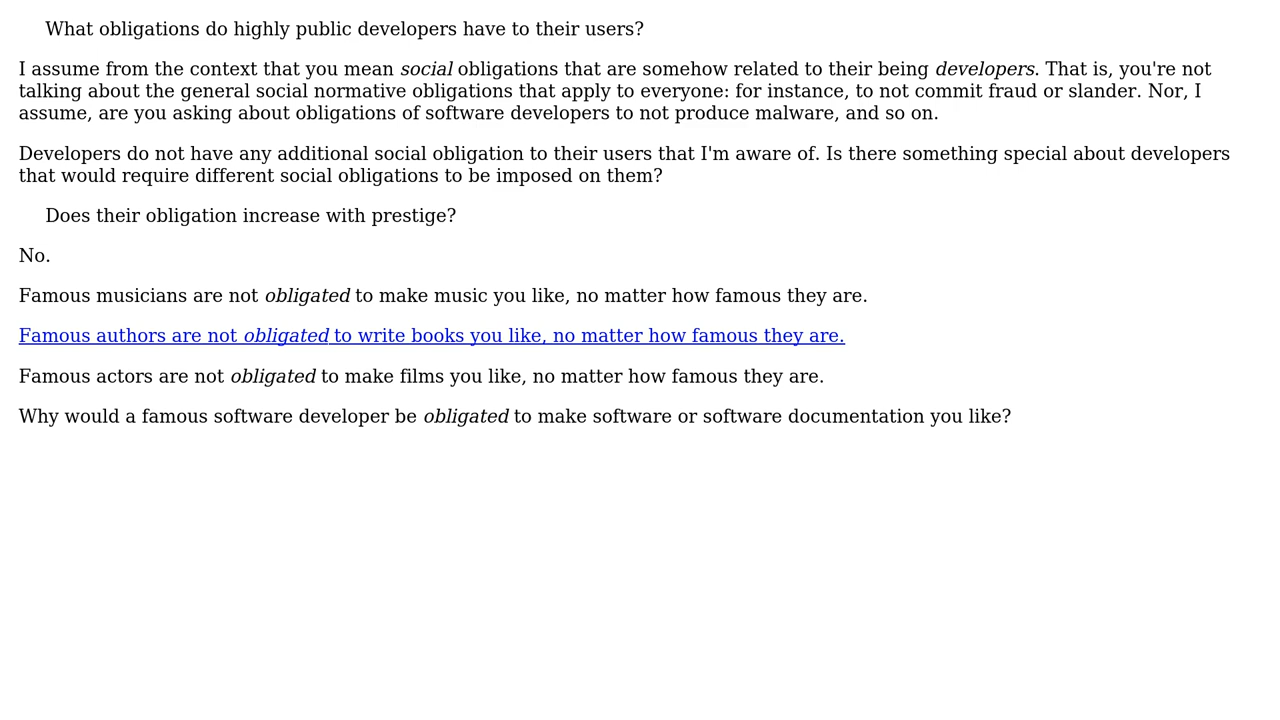 What obligations do highly public developers have to their users?
I assume from the context that you mean social obligations that are somehow related to their being developers. That is, you're not
talking about the general social normative obligations that apply to everyone: for instance, to not commit fraud or slander. Nor, I
assume, are you asking about obligations of software developers to not produce malware, and so on.
Developers do not have any additional social obligation to their users that I'm aware of. Is there something special about developers
that would require different social obligations to be imposed on them?
Does their obligation increase with prestige?
No.
Famous musicians are not obligated to make music you like, no matter how famous they are.
Famous authors are not obligated to write books you like, no matter how famous they are.
Famous actors are not obligated to make films you like, no matter how famous they are.
Why would a famous software developer be obligated to make software or software documentation you like?